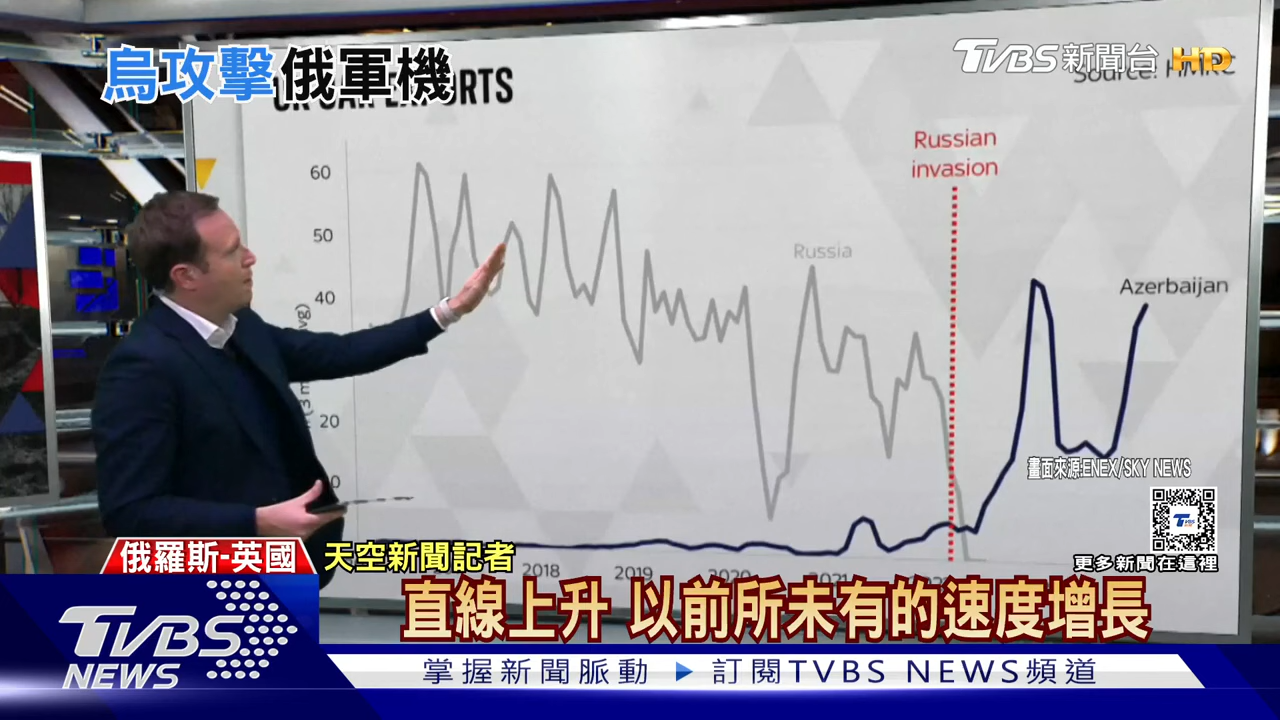 烏攻擊俄軍機
TVBS新聞台 HD
Source: HMRC
60
50
40
20
Russian
invasion
Russia
Azerbaijan
畫面來源:ENEX/SKY NEWS
更多新聞在這裡
2018
2019
2020
2021
俄羅斯-英國
天空新聞記者
直線上升 以前所未有的速度增長
TVBS
NEWS
掌握新聞脈動 ▶ 訂閱TVBS NEWS頻道